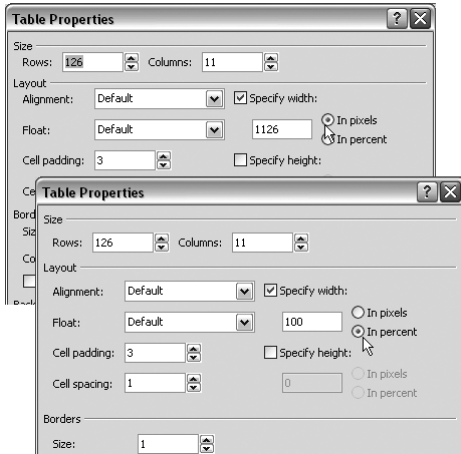 Table Properties
Size
Rows: 126 Columns: 11
Layout
Alignment: Default Specify width:
Float: Default 1126 In pixels
In percent
Cell padding: 3 Specify height:
Table Properties
Size
Rows: 126 Columns: 11
Layout
Alignment: Default Specify width:
Float: Default 100 In pixels
In percent
Cell padding: 3 Specify height:
Cell spacing: 1 0 In pixels
In percent
Borders
Size: 1